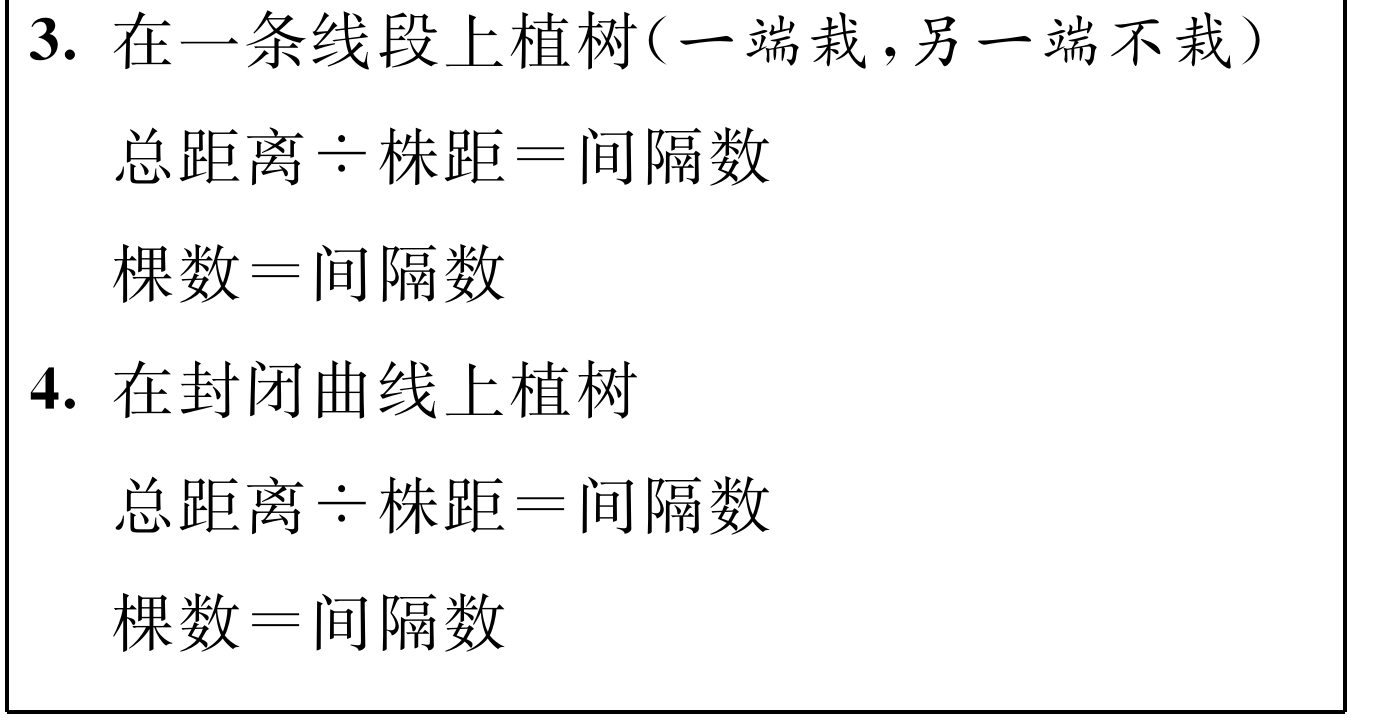 3. 在一条线段上植树(一端栽,另一端不栽)
总距离÷株距=间隔数
棵数=间隔数
4. 在封闭曲线上植树
总距离÷株距=间隔数
棵数=间隔数